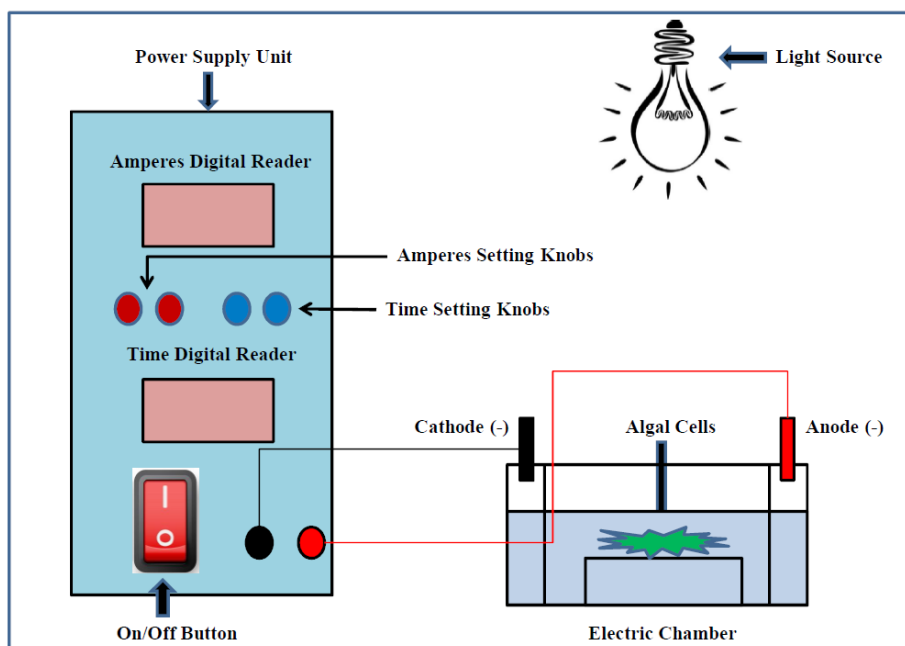 Power Supply Unit
Light Source
Amperes Digital Reader
Amperes Setting Knobs
Time Setting Knobs
Time Digital Reader
Cathode (-)
Algal Cells
Anode (-)
I
O
On/Off Button
Electric Chamber